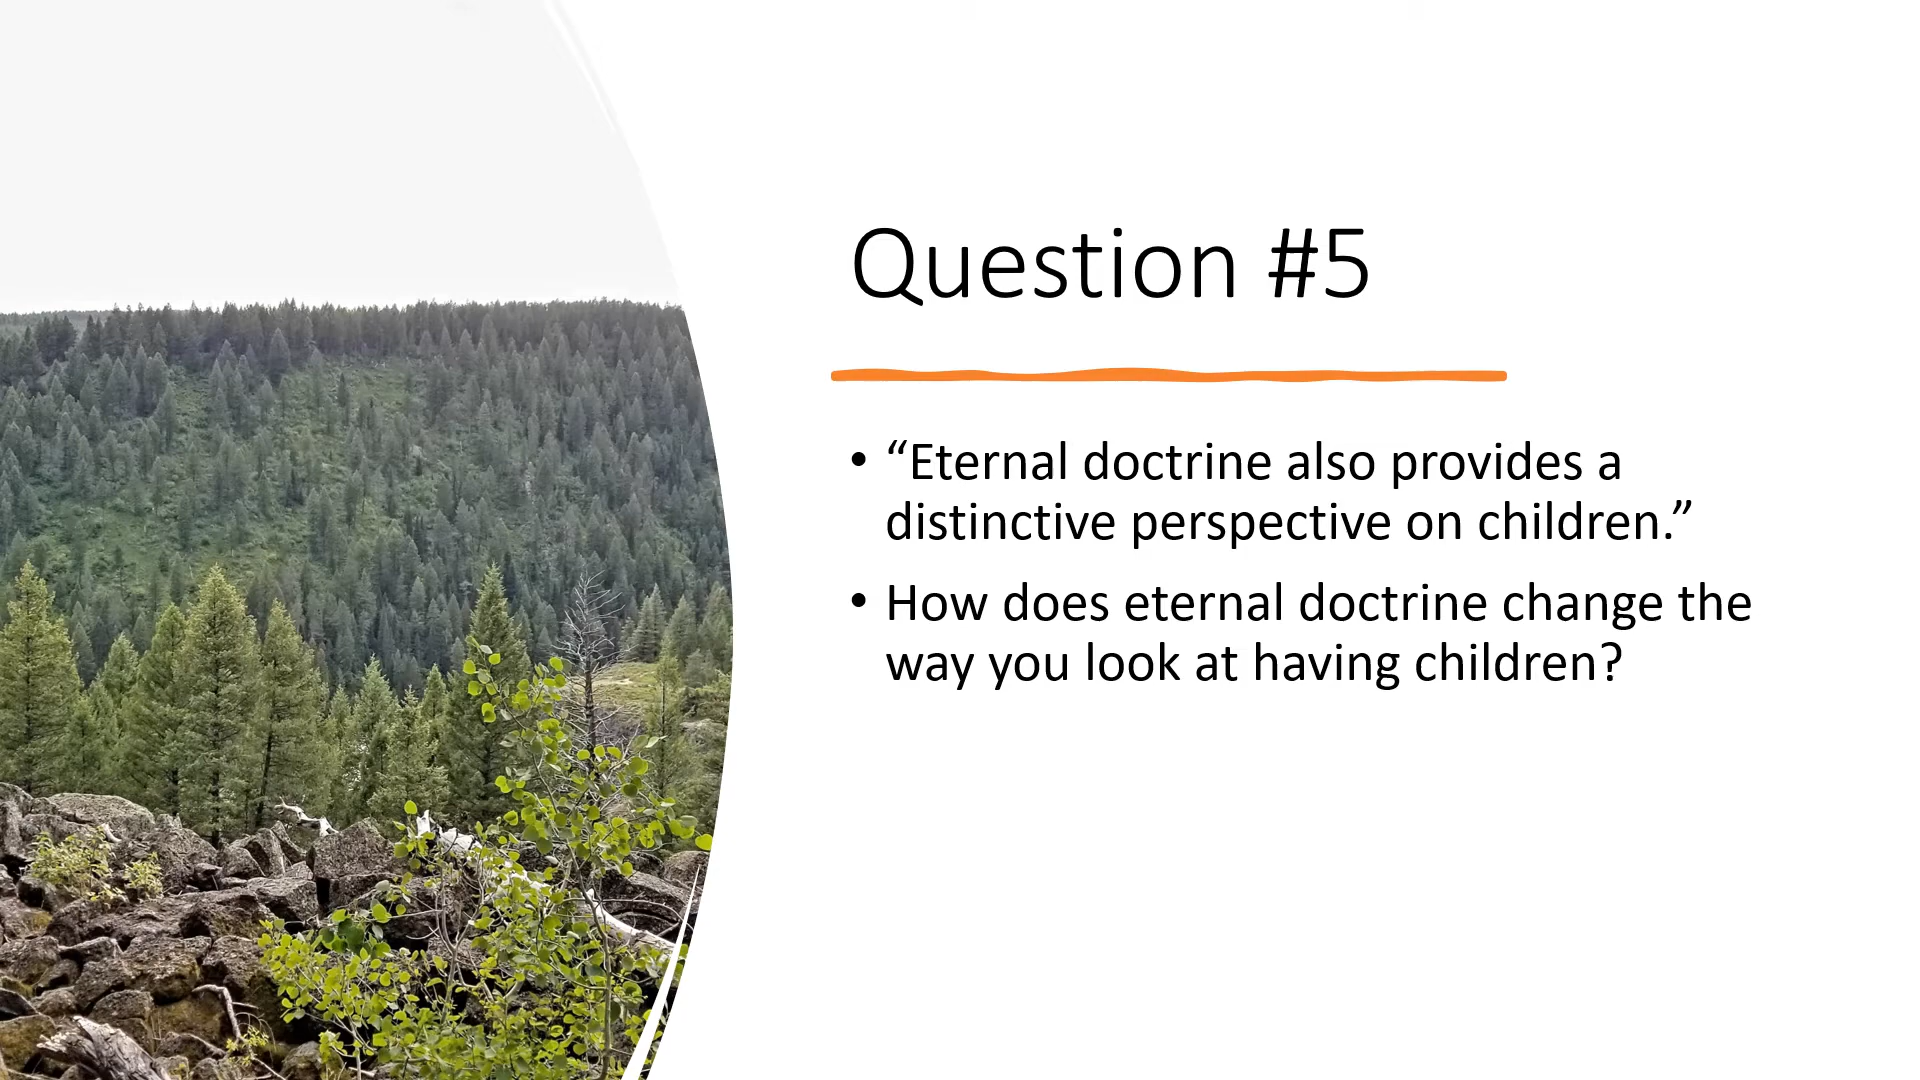 Question #5
• “Eternal doctrine also provides a
distinctive perspective on children.”
• How does eternal doctrine change the
way you look at having children?